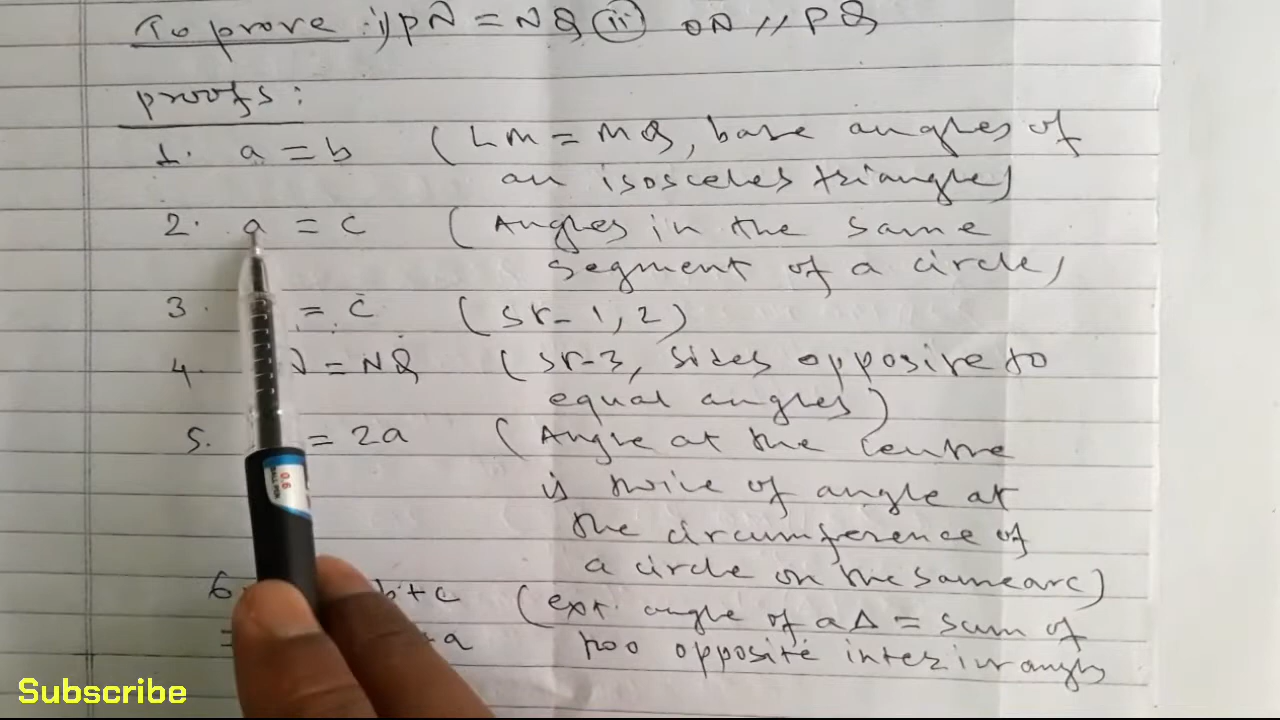 To prove : i) PN = NQ (ii) ON // PQ
Proofs:
1. a = b (LM = MQ, base angles of
an isosceles triangle)
2. a = c (Angles in the same
segment of a circle)
3. = c (sr- 1, 2)
4. = NQ (sr-3, sides opposite to
equal angles)
5. = 2a (Angle at the centre
is twice of angle at
the circumference of
a circle on the same arc)
6. b + c (ext. angle of a Δ = sum of
a two opposite interior angles
0.6
Subscribe